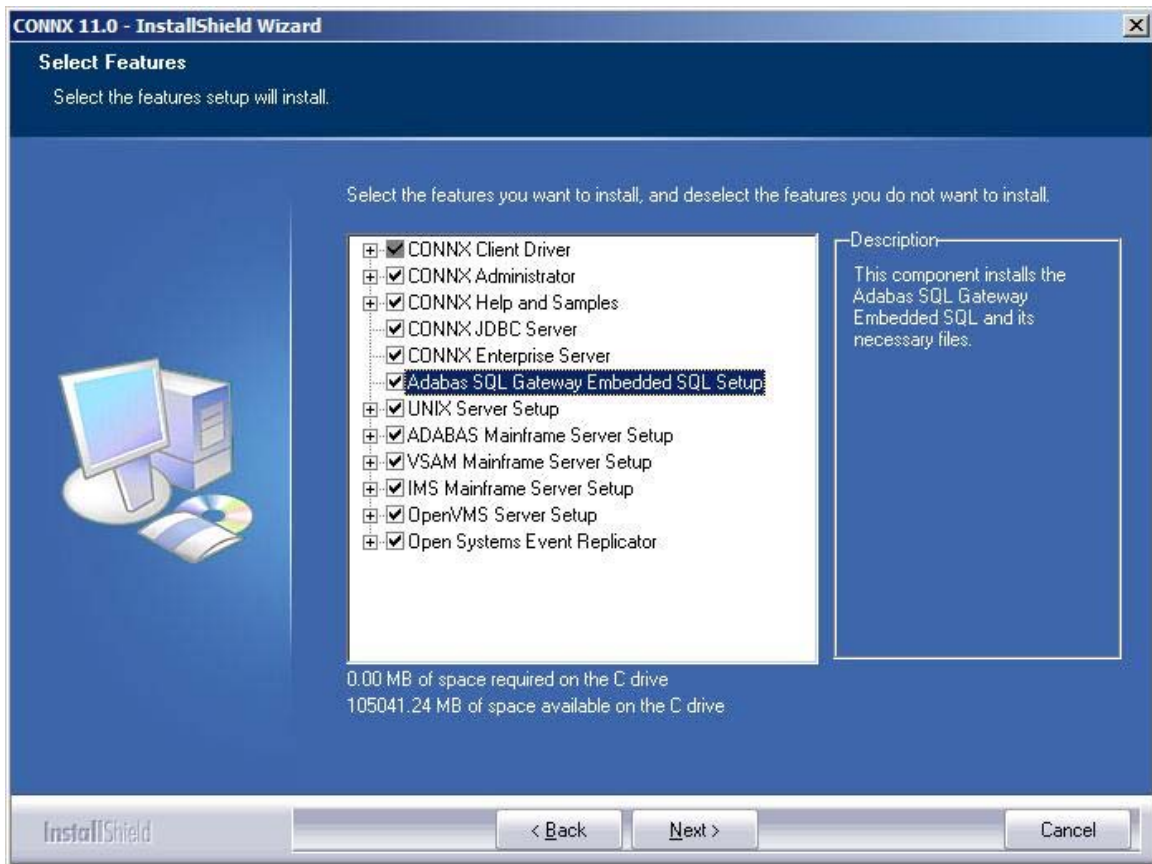 CONNX 11.0 - InstallShield Wizard
Select Features
Select the features setup will install.
Select the features you want to install, and deselect the features you do not want to install.
CONNX Client Driver
CONNX Administrator
CONNX Help and Samples
CONNX JDBC Server
CONNX Enterprise Server
Adabas SQL Gateway Embedded SQL Setup
UNIX Server Setup
ADABAS Mainframe Server Setup
VSAM Mainframe Server Setup
IMS Mainframe Server Setup
OpenVMS Server Setup
Open Systems Event Replicator
Description
This component installs the
Adabas SQL Gateway
Embedded SQL and its
necessary files.
0.00 MB of space required on the C drive
105041.24 MB of space available on the C drive
InstallShield
< Back
Next >
Cancel